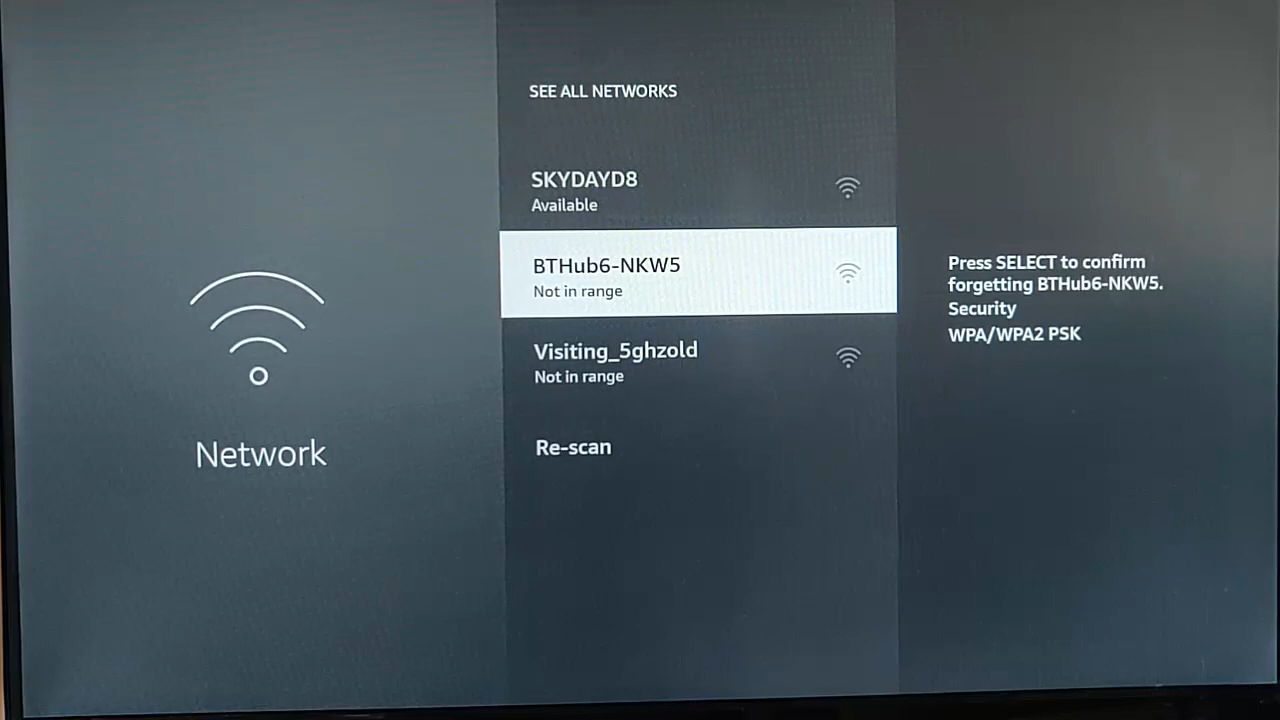 Network
SEE ALL NETWORKS
SKYDAYD8
Available
BTHub6-NKW5
Not in range
Visiting_5ghzold
Not in range
Re-scan
Press SELECT to confirm
forgetting BTHub6-NKW5.
Security
WPA/WPA2 PSK